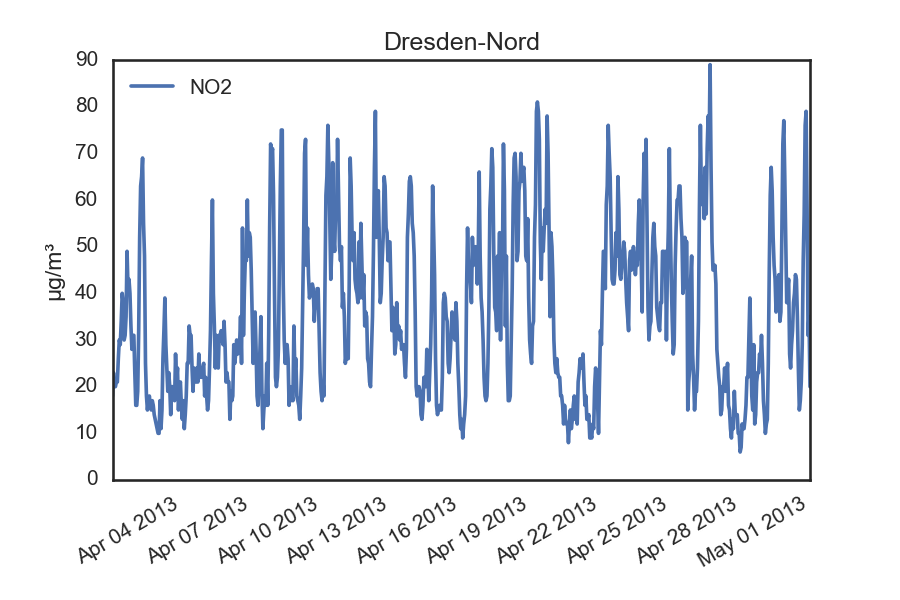 Dresden-Nord
NO2
µg/m³
90
80
70
60
50
40
30
20
10
0
Apr 04 2013
Apr 07 2013
Apr 10 2013
Apr 13 2013
Apr 16 2013
Apr 19 2013
Apr 22 2013
Apr 25 2013
Apr 28 2013
May 01 2013